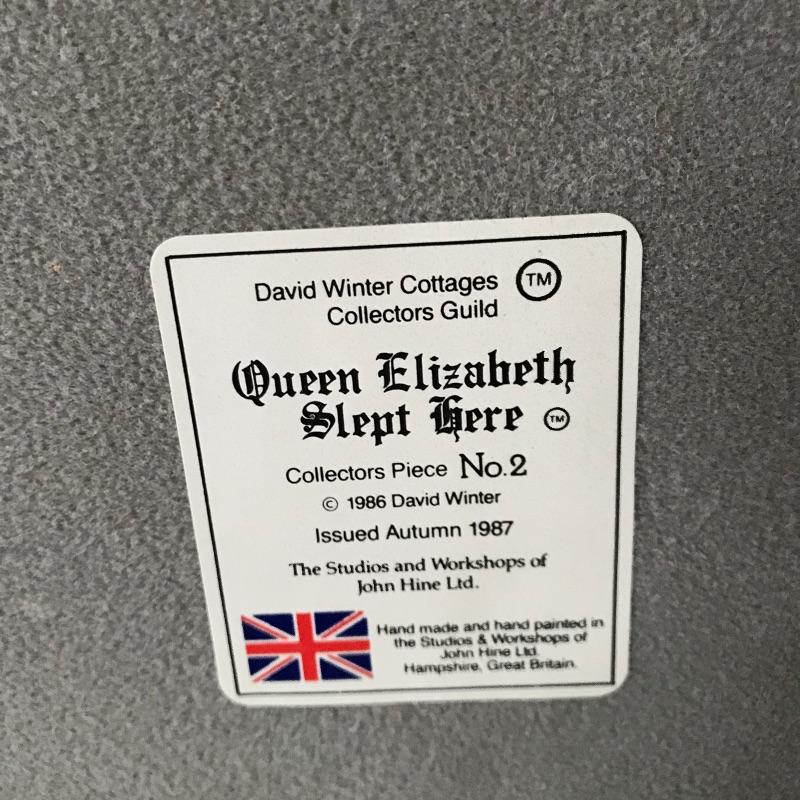 David Winter Cottages TM
Collectors Guild
Queen Elizabeth
Slept Here TM
Collectors Piece No.2
© 1986 David Winter
Issued Autumn 1987
The Studios and Workshops of
John Hine Ltd.
Hand made and hand painted in
the Studios & Workshops of
John Hine Ltd.
Hampshire, Great Britain.